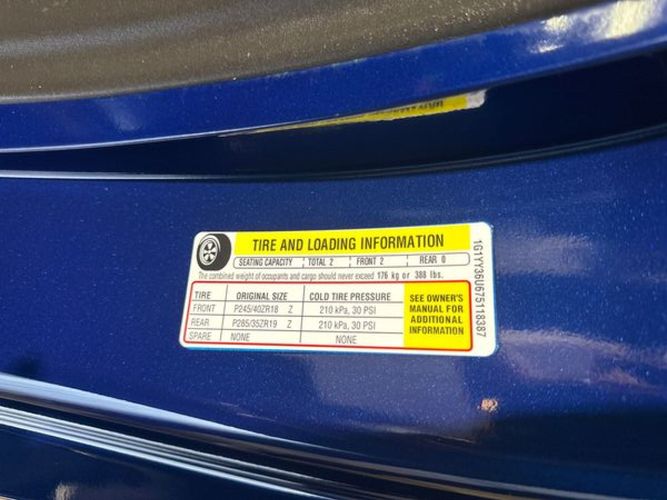 TIRE AND LOADING INFORMATION
SEATING CAPACITY TOTAL 2 FRONT 2 REAR 0
The combined weight of occupants and cargo should never exceed 176 kg or 388 lbs.
TIRE ORIGINAL SIZE COLD TIRE PRESSURE
FRONT P245/40ZR18 Z 210 kPa, 30 PSI
REAR P285/35ZR19 Z 210 kPa, 30 PSI
SPARE NONE NONE
SEE OWNER'S
MANUAL FOR
ADDITIONAL
INFORMATION
1G1YY36U675118387